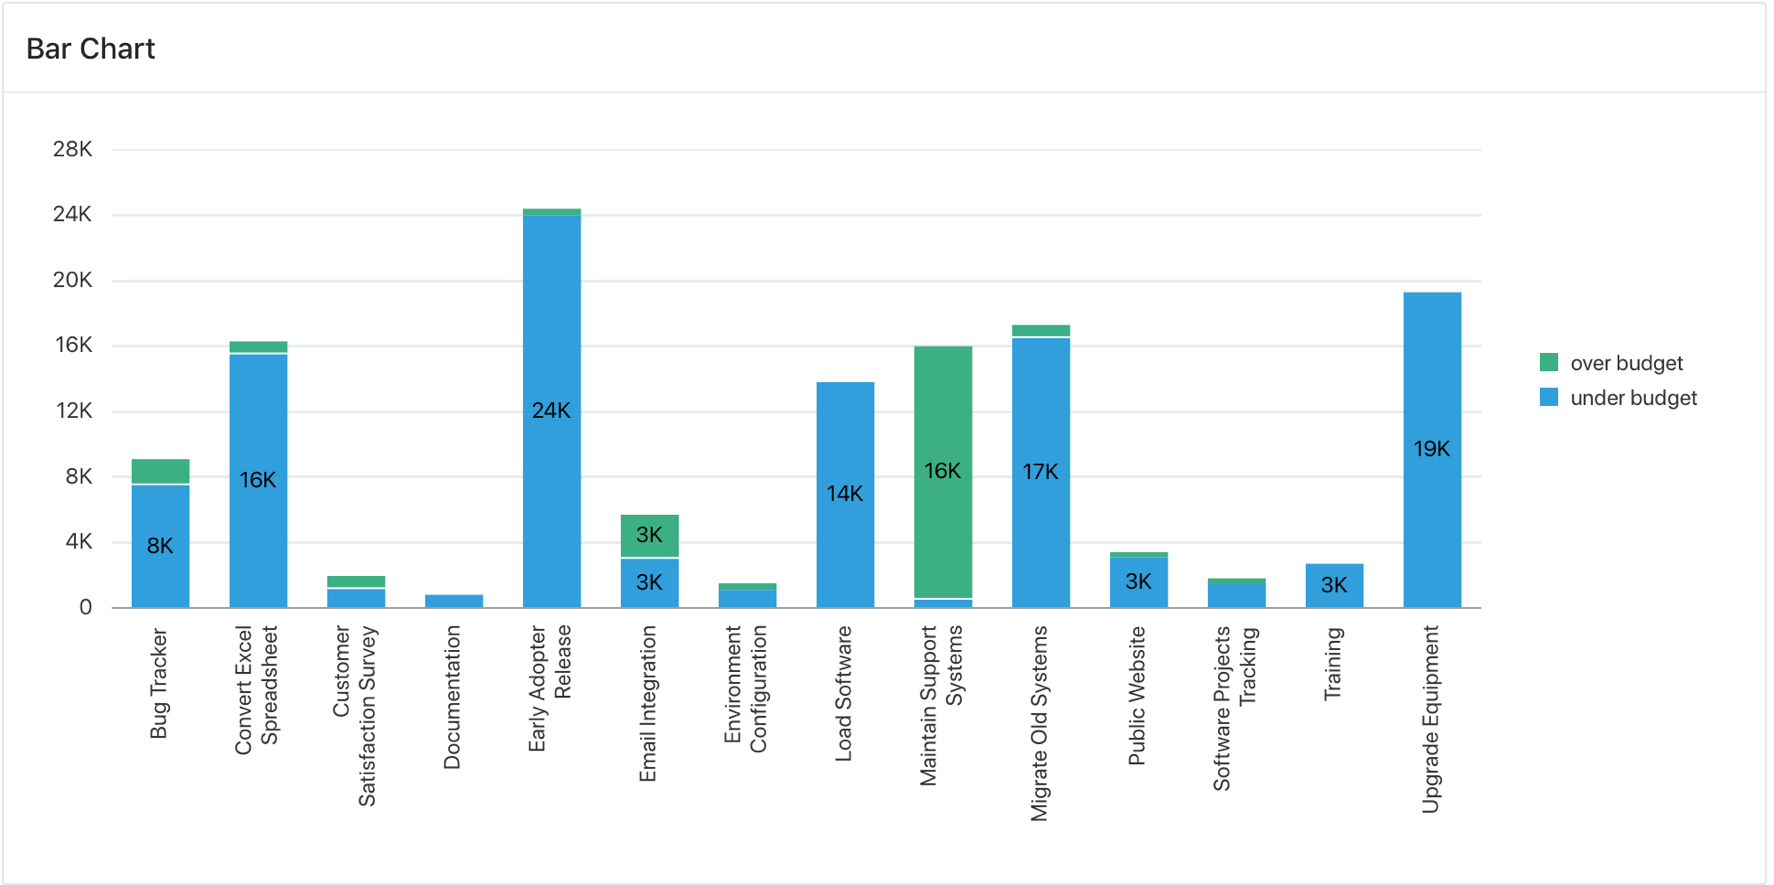 Bar Chart
28K
24K
20K
16K
12K
8K
4K
0
8K
16K
24K
3K
3K
14K
16K
17K
3K
3K
19K
over budget
under budget
Bug Tracker
Convert Excel
Spreadsheet
Customer
Satisfaction Survey
Documentation
Early Adopter
Release
Email Integration
Environment
Configuration
Load Software
Maintain Support
Systems
Migrate Old Systems
Public Website
Software Projects
Tracking
Training
Upgrade Equipment